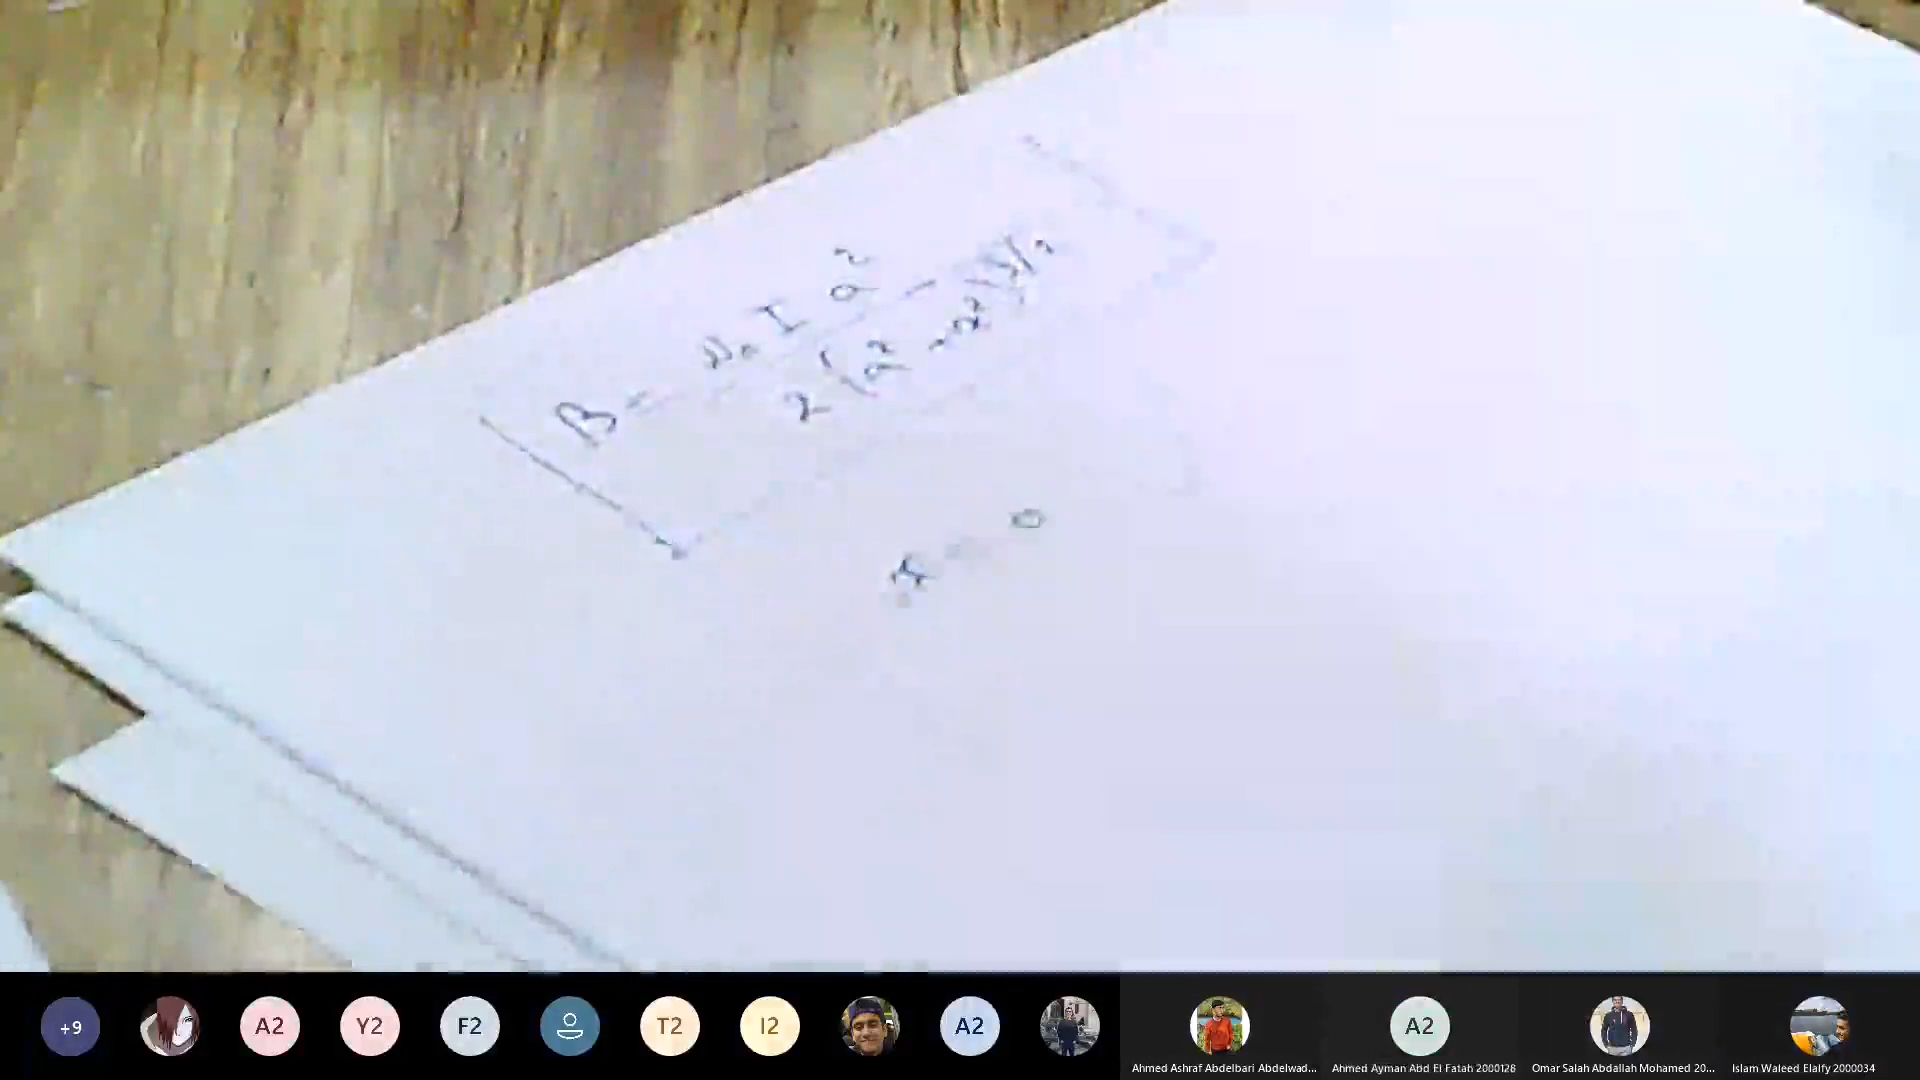 B = μ₀ I a²
2 (a² + x²)^3/2
x = 0
+9
A2
Y2
F2
T2
I2
A2
A2
Ahmed Ashraf Abdelbari Abdelwad...
Ahmed Ayman Abd El Fatah 2000128
Omar Salah Abdallah Mohamed 20...
Islam Waleed Elalfy 2000034